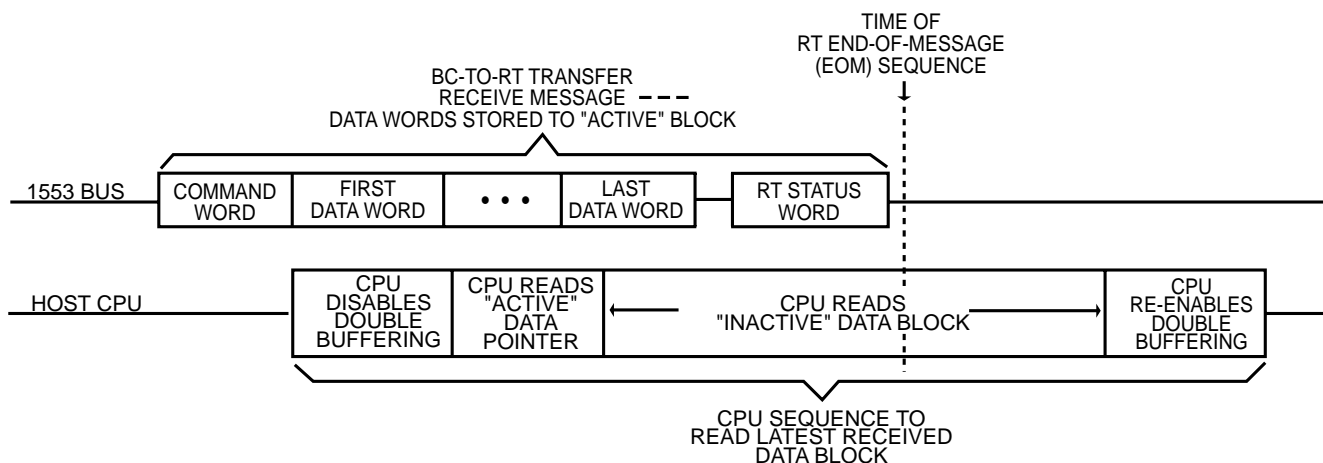 TIME OF
RT END-OF-MESSAGE
(EOM) SEQUENCE
BC-TO-RT TRANSFER
RECEIVE MESSAGE
DATA WORDS STORED TO "ACTIVE" BLOCK
1553 BUS
COMMAND
WORD
FIRST
DATA WORD
• • •
LAST
DATA WORD
RT STATUS
WORD
HOST CPU
CPU
DISABLES
DOUBLE
BUFFERING
CPU READS
"ACTIVE"
DATA
POINTER
CPU READS
"INACTIVE" DATA BLOCK
CPU
RE-ENABLES
DOUBLE
BUFFERING
CPU SEQUENCE TO
READ LATEST RECEIVED
DATA BLOCK